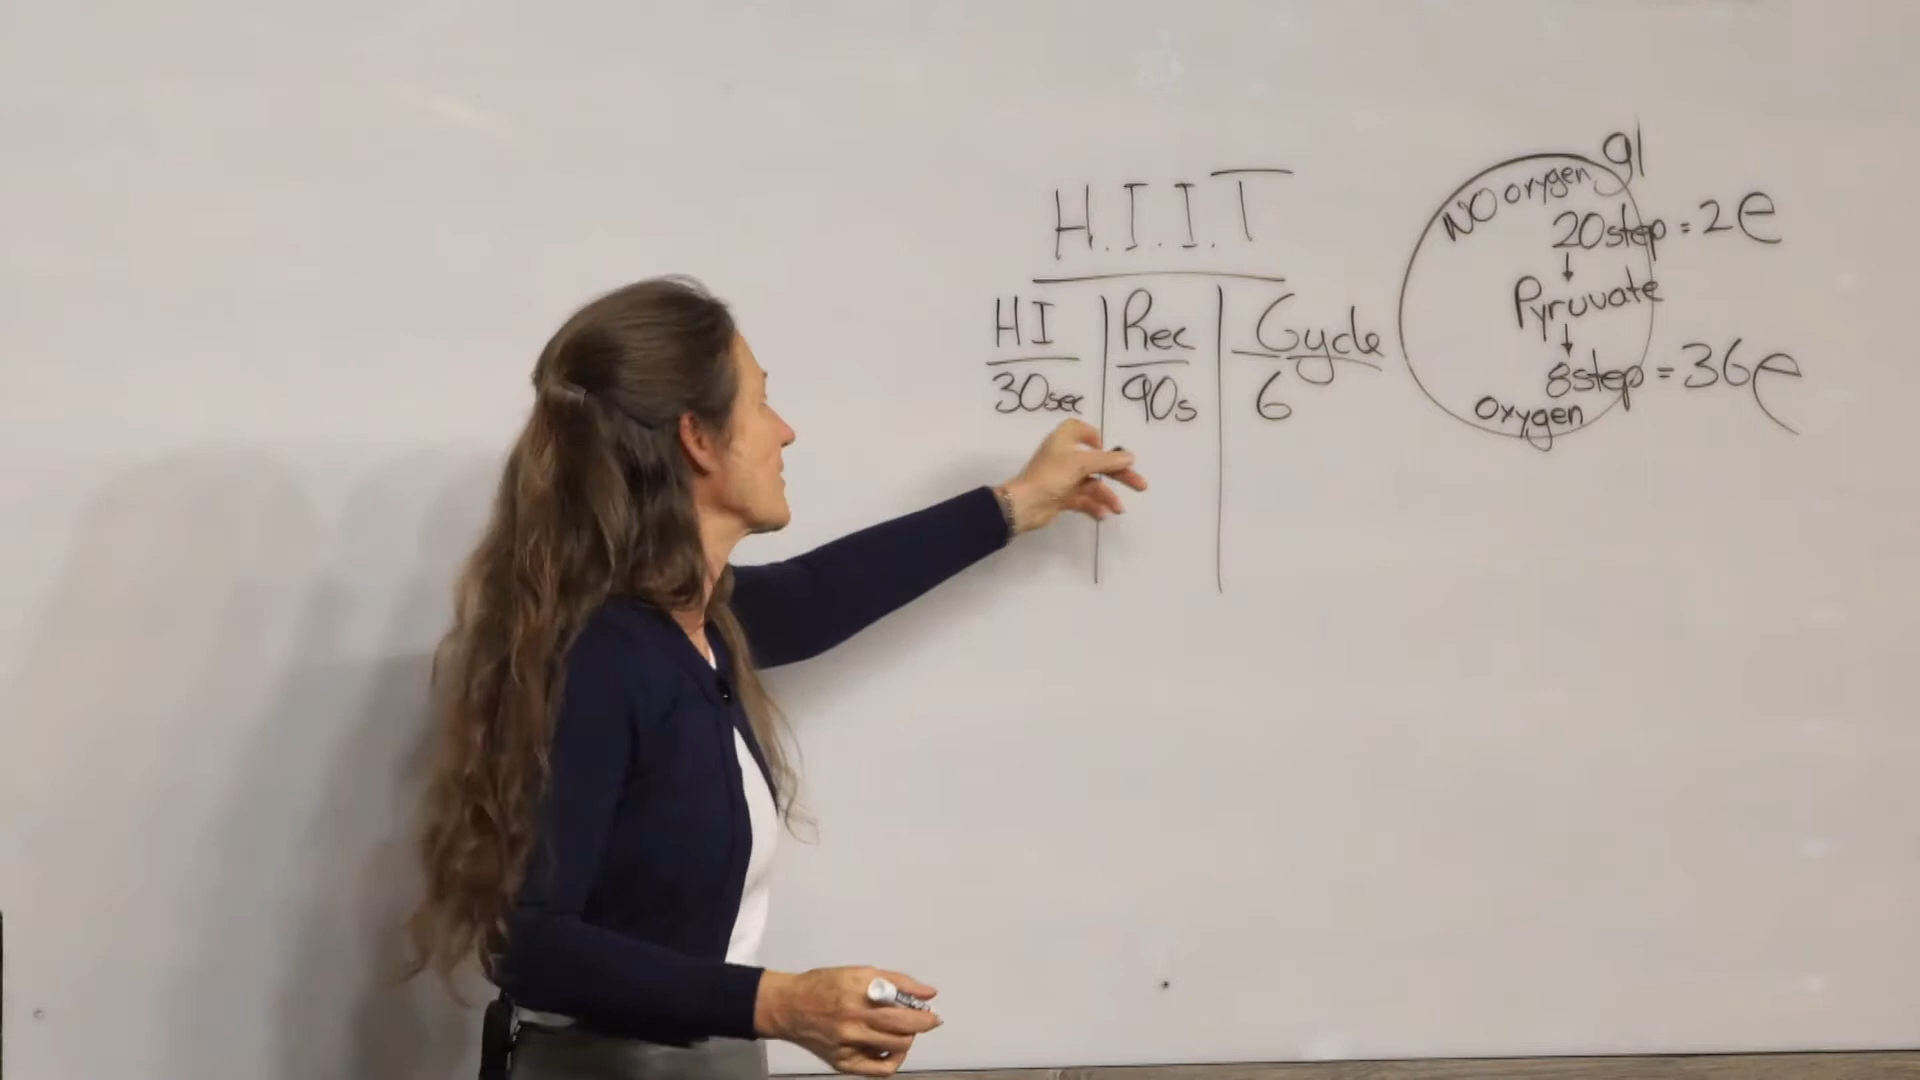 H.I.I.T
HI Rec Cycle
30sec 90s 6
gl
NO oxygen
20step = 2e
↓
Pyruvate
↓
8step = 36e
oxygen